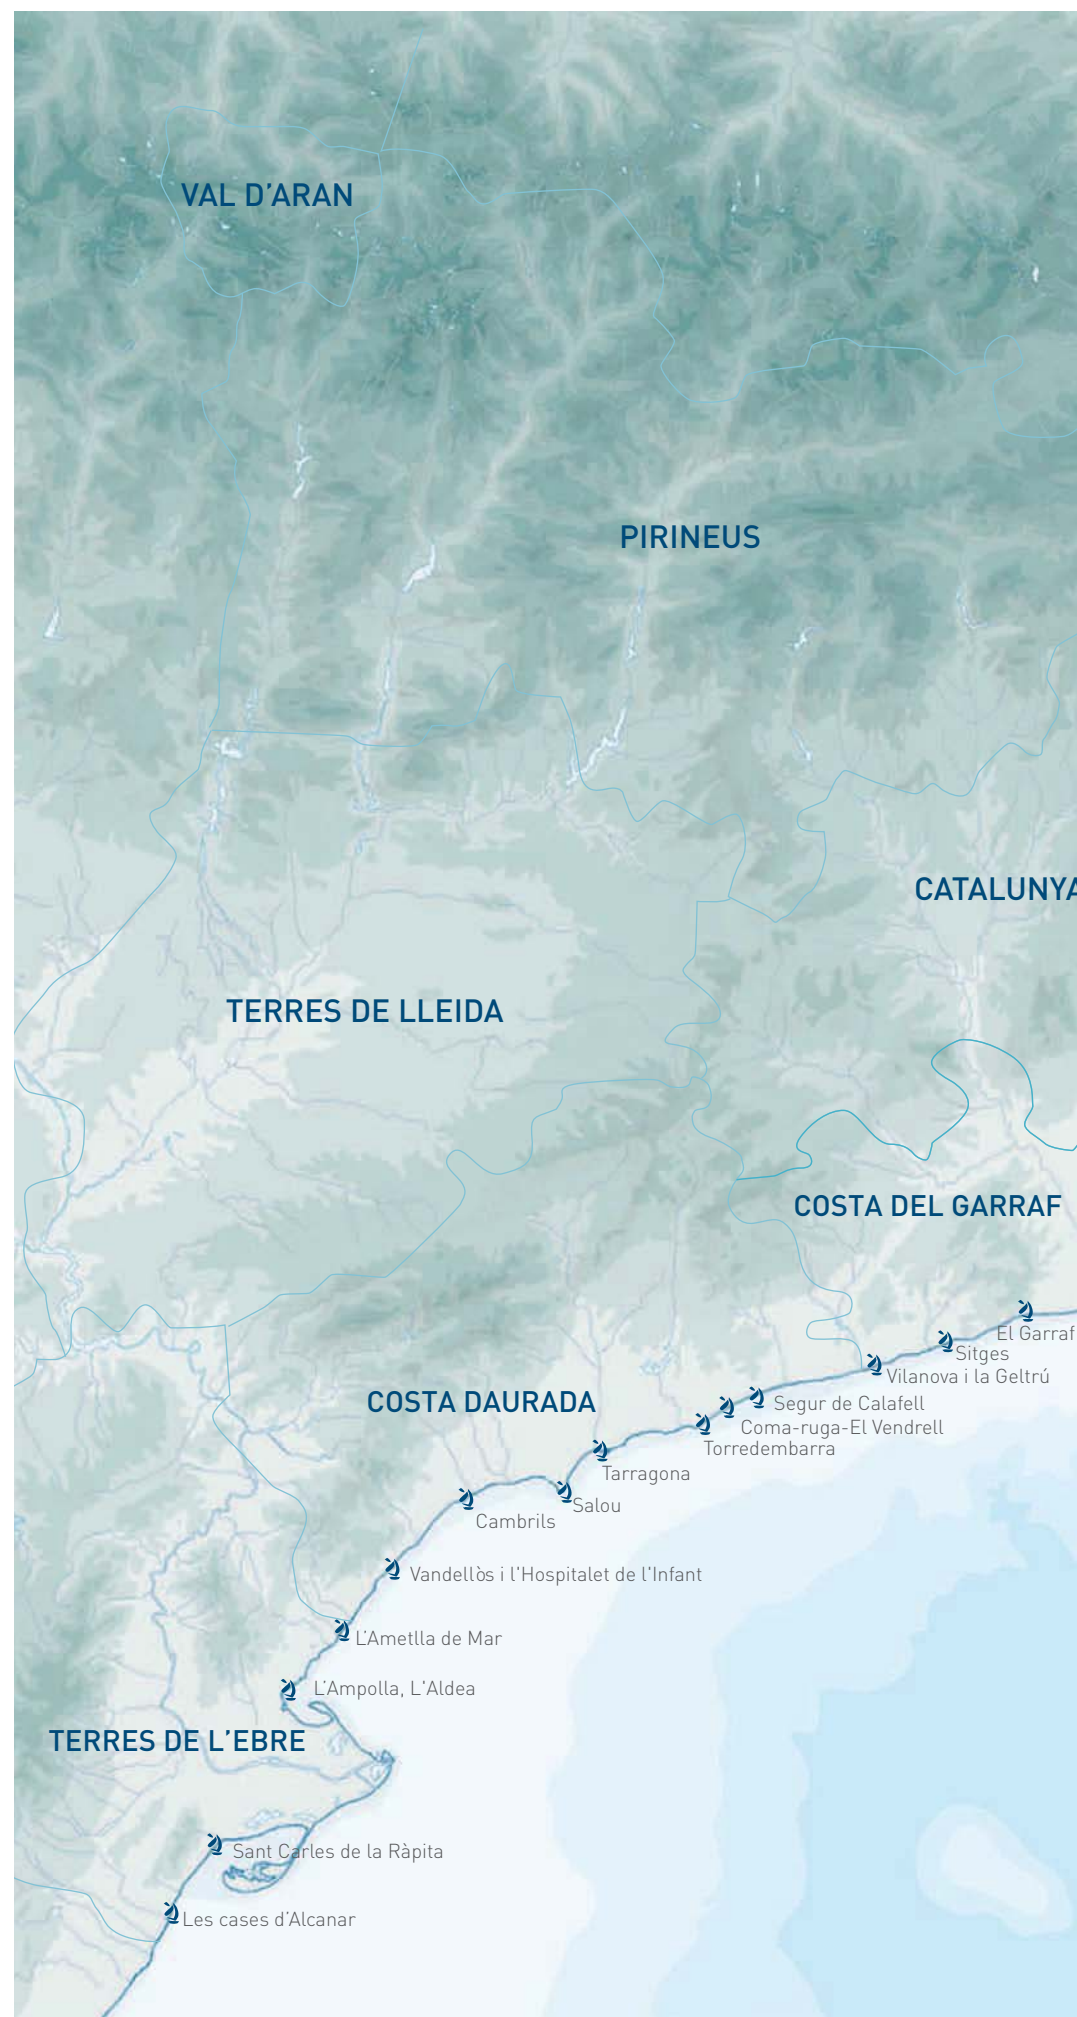 VAL D'ARAN
PIRINEUS
CATALUNYA
TERRES DE LLEIDA
COSTA DEL GARRAF
El Garraf
Sitges
Vilanova i la Geltrú
COSTA DAURADA
Segur de Calafell
Coma-ruga-El Vendrell
Torredembarra
Tarragona
Salou
Cambrils
Vandellòs i l'Hospitalet de l'Infant
L'Ametlla de Mar
L'Ampolla, L'Aldea
TERRES DE L'EBRE
Sant Carles de la Ràpita
Les cases d'Alcanar